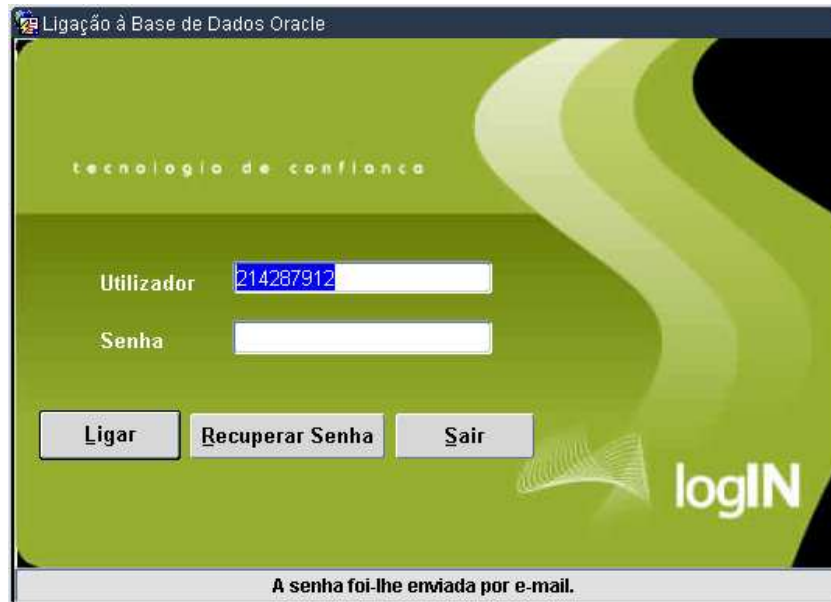 Ligação à Base de Dados Oracle
tecnologia de confianca
Utilizador 214287912
Senha
Ligar Recuperar Senha Sair
logIN
A senha foi-lhe enviada por e-mail.